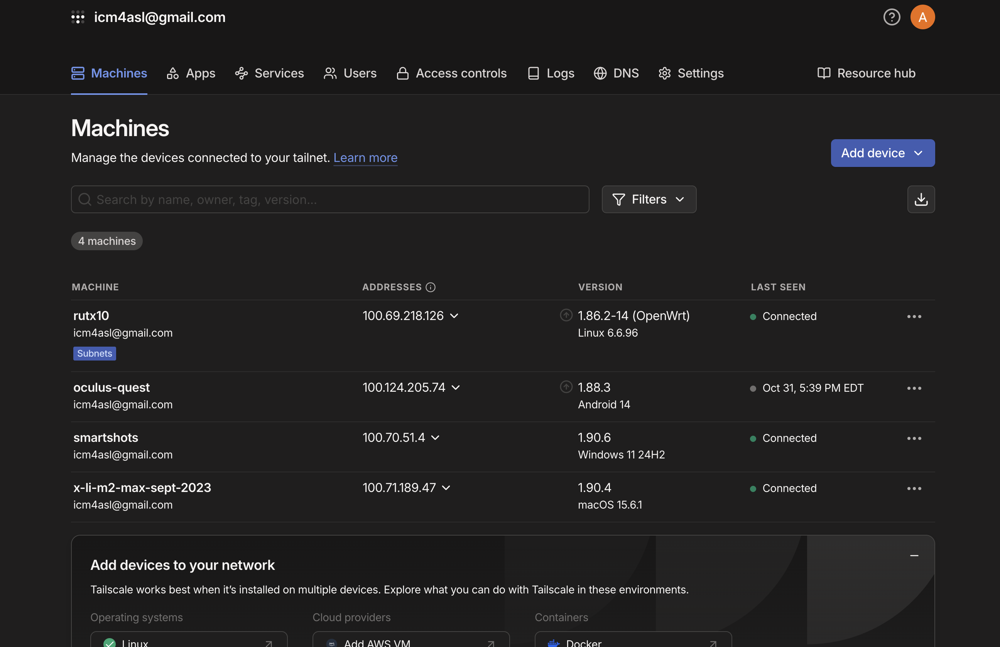 icm4asl@gmail.com
A
Machines Apps Services Users Access controls Logs DNS Settings Resource hub
Machines
Manage the devices connected to your tailnet. Learn more
Add device
Search by name, owner, tag, version...
Filters
4 machines
MACHINE ADDRESSES VERSION LAST SEEN
rutx10 100.69.218.126 1.86.2-14 (OpenWrt) Connected
icm4asl@gmail.com Linux 6.6.96
Subnets
oculus-quest 100.124.205.74 1.88.3 Oct 31, 5:39 PM EDT
icm4asl@gmail.com Android 14
smartshots 100.70.51.4 1.90.6 Connected
icm4asl@gmail.com Windows 11 24H2
x-li-m2-max-sept-2023 100.71.189.47 1.90.4 Connected
icm4asl@gmail.com macOS 15.6.1
Add devices to your network
Tailscale works best when it’s installed on multiple devices. Explore what you can do with Tailscale in these environments.
Operating systems Cloud providers Containers
Linux aws Add AWS VM Docker